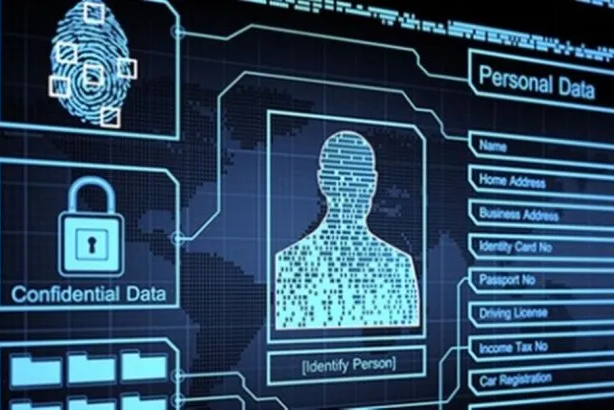 Personal Data
Name
Home Address
Business Address
Identity Card No
Passport No
Driving License
Income Tax No
Car Registration
Confidential Data
[Identify Person]